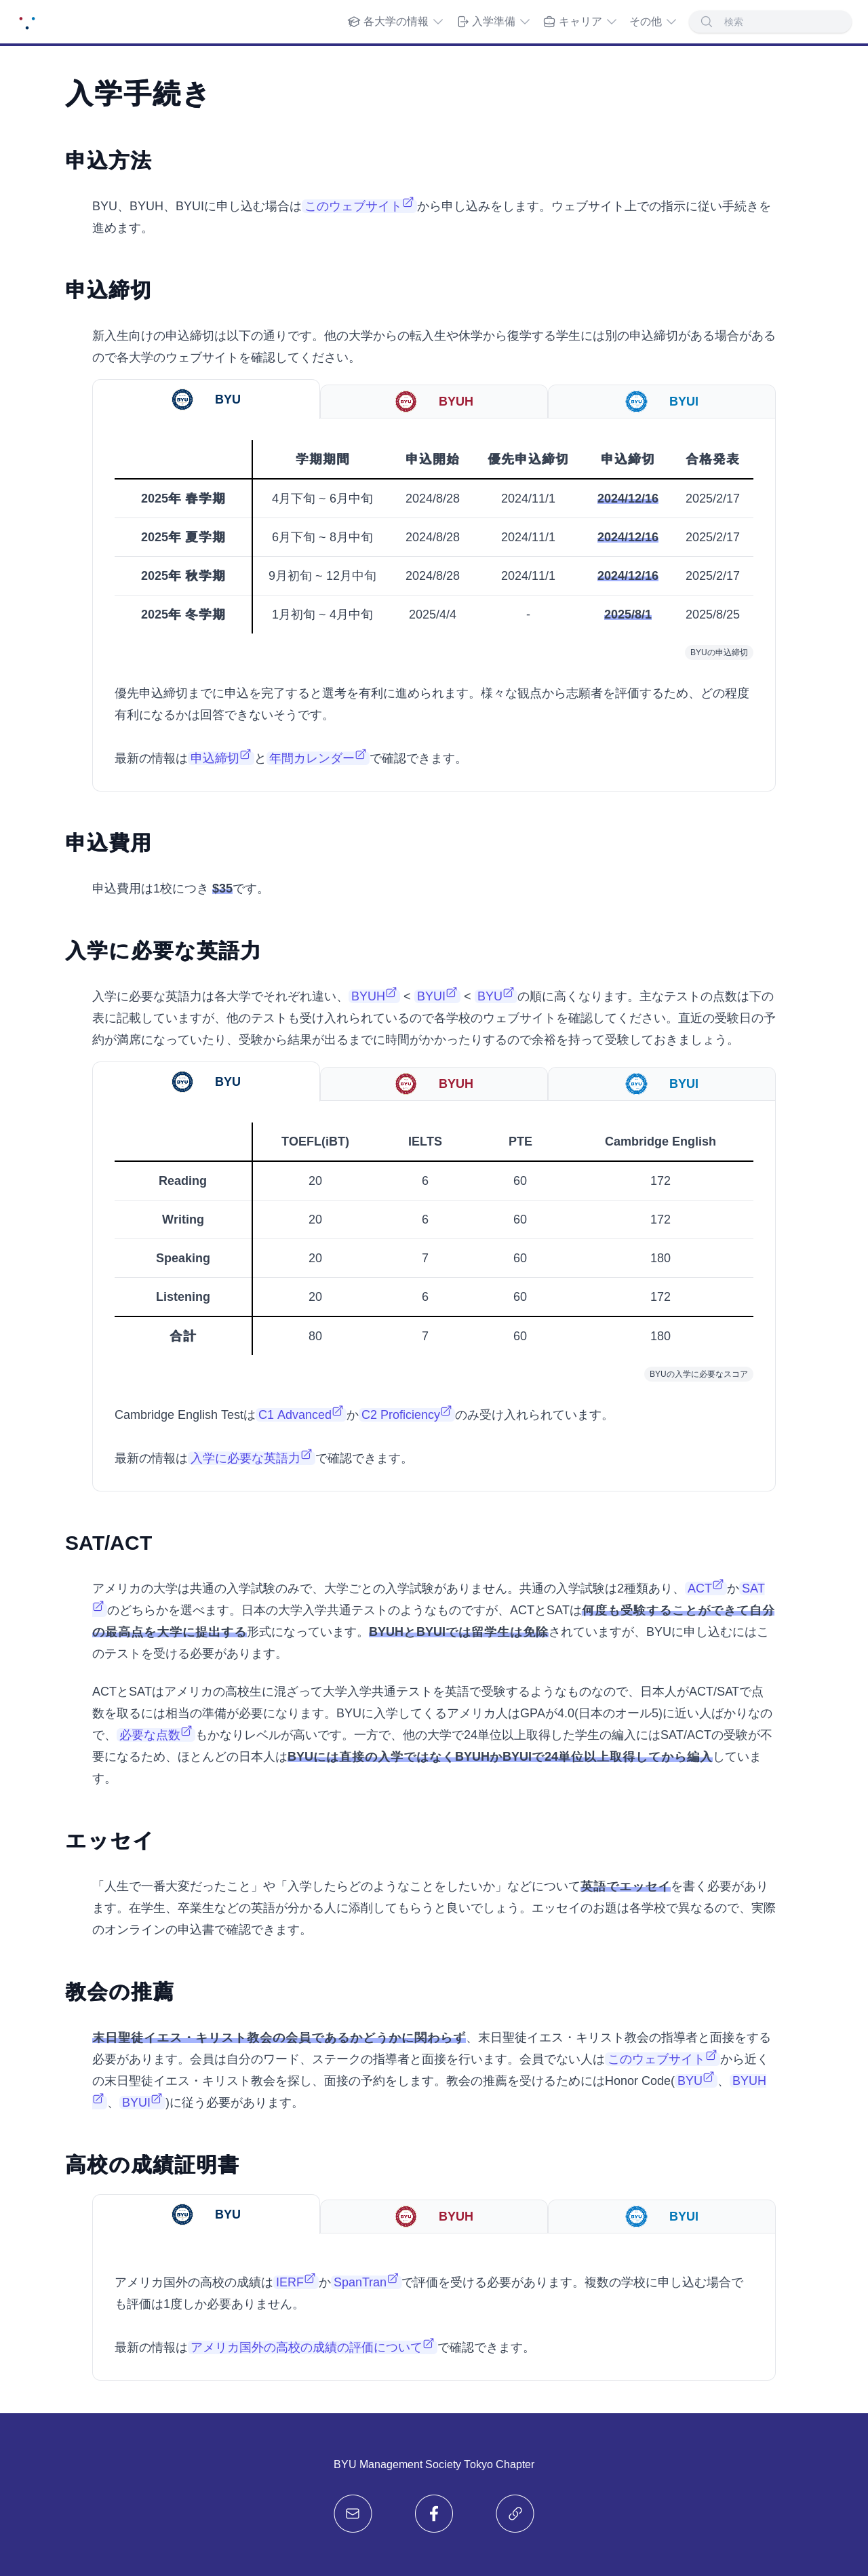 各大学の情報 入学準備 キャリア その他 検索
入学手続き
申込方法
BYU、BYUH、BYUIに申し込む場合はこのウェブサイトから申し込みをします。ウェブサイト上での指示に従い手続きを
進めます。
申込締切
新入生向けの申込締切は以下の通りです。他の大学からの転入生や休学から復学する学生には別の申込締切がある場合がある
ので各大学のウェブサイトを確認してください。
BYU BYUH BYUI
学期期間 申込開始 優先申込締切 申込締切 合格発表
2025年 春学期 4月下旬 ~ 6月中旬 2024/8/28 2024/11/1 2024/12/16 2025/2/17
2025年 夏学期 6月下旬 ~ 8月中旬 2024/8/28 2024/11/1 2024/12/16 2025/2/17
2025年 秋学期 9月初旬 ~ 12月中旬 2024/8/28 2024/11/1 2024/12/16 2025/2/17
2025年 冬学期 1月初旬 ~ 4月中旬 2025/4/4 - 2025/8/1 2025/8/25
BYUの申込締切
優先申込締切までに申込を完了すると選考を有利に進められます。様々な観点から志願者を評価するため、どの程度
有利になるかは回答できないそうです。
最新の情報は申込締切と年間カレンダーで確認できます。
申込費用
申込費用は1校につき $35です。
入学に必要な英語力
入学に必要な英語力は各大学でそれぞれ違い、BYUH < BYUI < BYUの順に高くなります。主なテストの点数は下の
表に記載していますが、他のテストも受け入れられているので各学校のウェブサイトを確認してください。直近の受験日の予
約が満席になっていたり、受験から結果が出るまでに時間がかかったりするので余裕を持って受験しておきましょう。
BYU BYUH BYUI
TOEFL(iBT) IELTS PTE Cambridge English
Reading 20 6 60 172
Writing 20 6 60 172
Speaking 20 7 60 180
Listening 20 6 60 172
合計 80 7 60 180
BYUの入学に必要なスコア
Cambridge English TestはC1 AdvancedかC2 Proficiencyのみ受け入れられています。
最新の情報は入学に必要な英語力で確認できます。
SAT/ACT
アメリカの大学は共通の入学試験のみで、大学ごとの入学試験がありません。共通の入学試験は2種類あり、ACTかSAT
のどちらかを選べます。日本の大学入学共通テストのようなものですが、ACTとSATは何度も受験することができて自分
の最高点を大学に提出する形式になっています。BYUHとBYUIでは留学生は免除されていますが、BYUに申し込むにはこ
のテストを受ける必要があります。
ACTとSATはアメリカの高校生に混ざって大学入学共通テストを英語で受験するようなものなので、日本人がACT/SATで点
数を取るには相当の準備が必要になります。BYUに入学してくるアメリカ人はGPAが4.0(日本のオール5)に近い人ばかりなの
で、必要な点数もかなりレベルが高いです。一方で、他の大学で24単位以上取得した学生の編入にはSAT/ACTの受験が不
要になるため、ほとんどの日本人はBYUには直接の入学ではなくBYUHかBYUIで24単位以上取得してから編入していま
す。
エッセイ
「人生で一番大変だったこと」や「入学したらどのようなことをしたいか」などについて英語でエッセイを書く必要があり
ます。在学生、卒業生などの英語が分かる人に添削してもらうと良いでしょう。エッセイのお題は各学校で異なるので、実際
のオンラインの申込書で確認できます。
教会の推薦
末日聖徒イエス・キリスト教会の会員であるかどうかに関わらず、末日聖徒イエス・キリスト教会の指導者と面接をする
必要があります。会員は自分のワード、ステークの指導者と面接を行います。会員でない人はこのウェブサイトから近く
の末日聖徒イエス・キリスト教会を探し、面接の予約をします。教会の推薦を受けるためにはHonor Code(BYU、BYUH
、BYUI)に従う必要があります。
高校の成績証明書
BYU BYUH BYUI
アメリカ国外の高校の成績はIERFかSpanTranで評価を受ける必要があります。複数の学校に申し込む場合で
も評価は1度しか必要ありません。
最新の情報はアメリカ国外の高校の成績の評価についてで確認できます。
BYU Management Society Tokyo Chapter